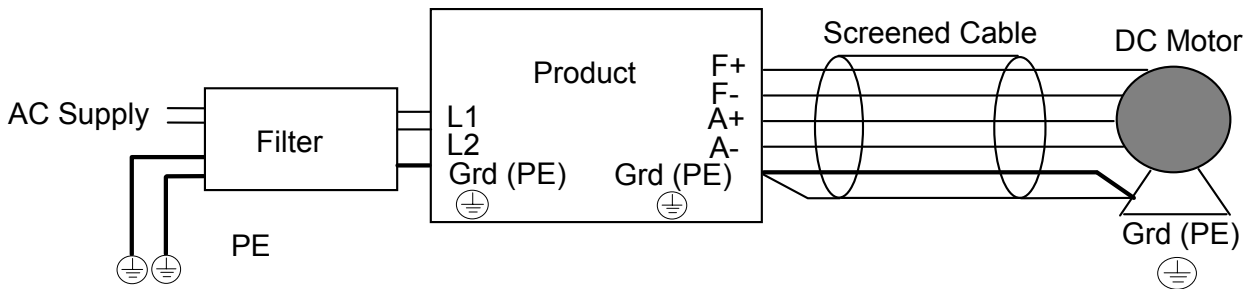 Screened Cable
DC Motor
Product
F+
F-
A+
A-
AC Supply
Filter
L1
L2
Grd (PE)
Grd (PE)
Grd (PE)
PE